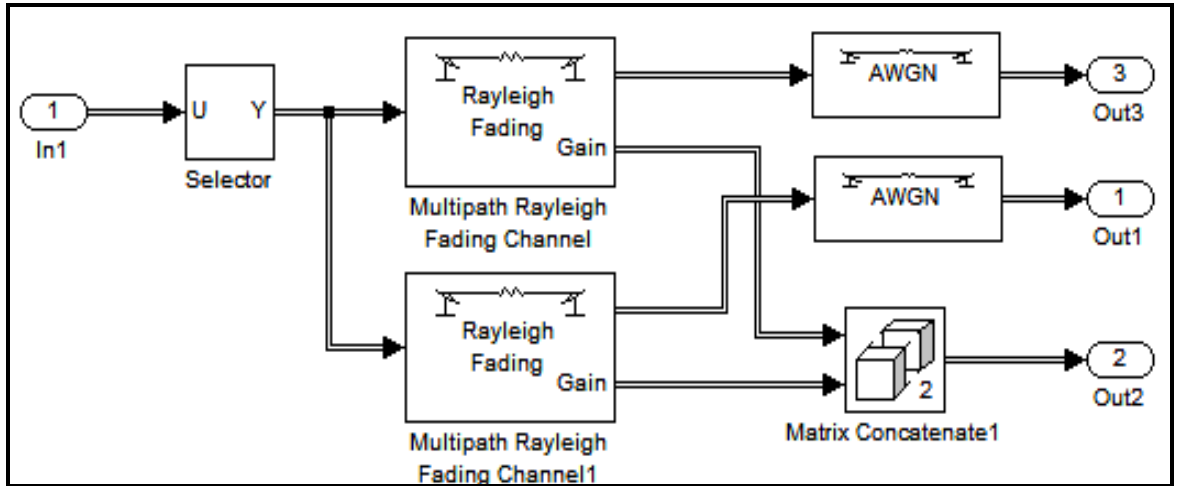 1
In1
U Y
Selector
Rayleigh
Fading
Gain
Multipath Rayleigh
Fading Channel
AWGN
3
Out3
AWGN
1
Out1
Rayleigh
Fading
Gain
Multipath Rayleigh
Fading Channel1
2
Matrix Concatenate1
2
Out2